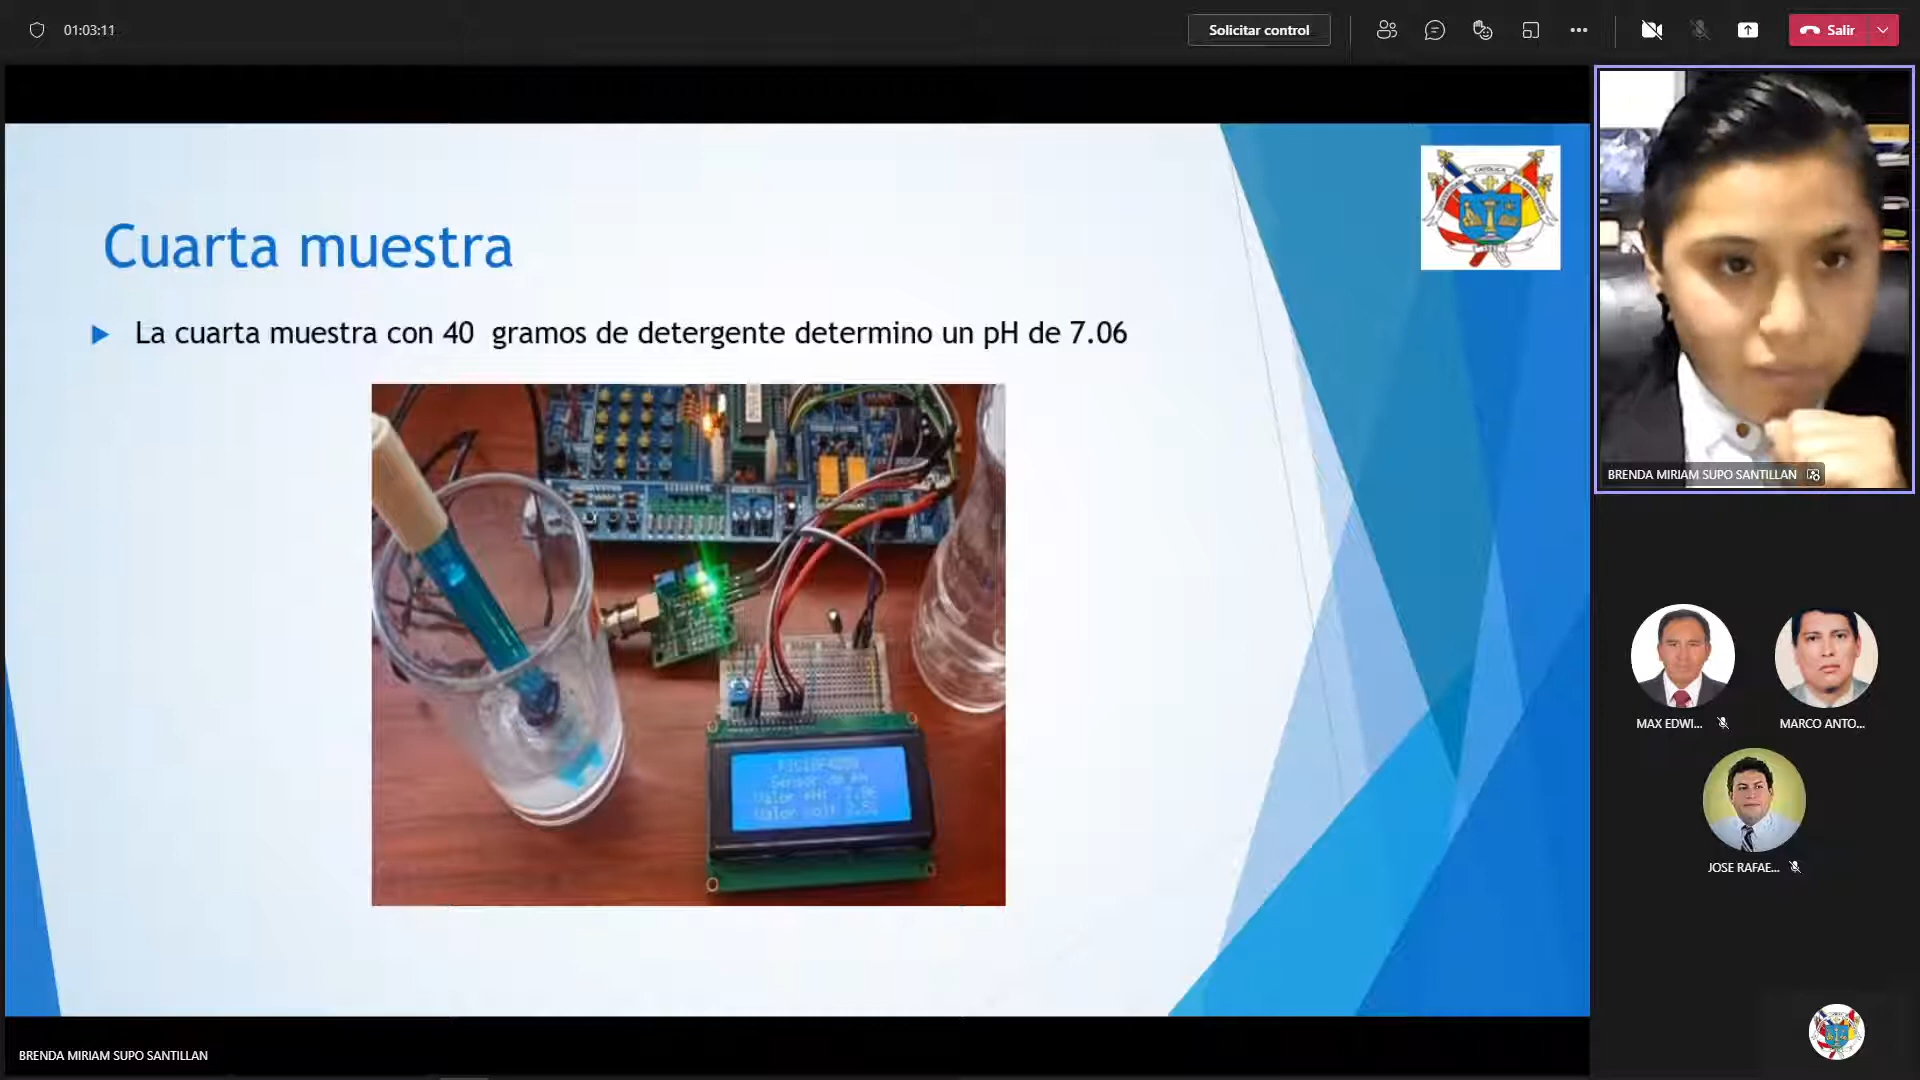 01:03:11
Solicitar control
Salir
Cuarta muestra
La cuarta muestra con 40 gramos de detergente determino un pH de 7.06
BRENDA MIRIAM SUPO SANTILLAN
MAX EDWI...
MARCO ANTO...
JOSE RAFAE...
BRENDA MIRIAM SUPO SANTILLAN